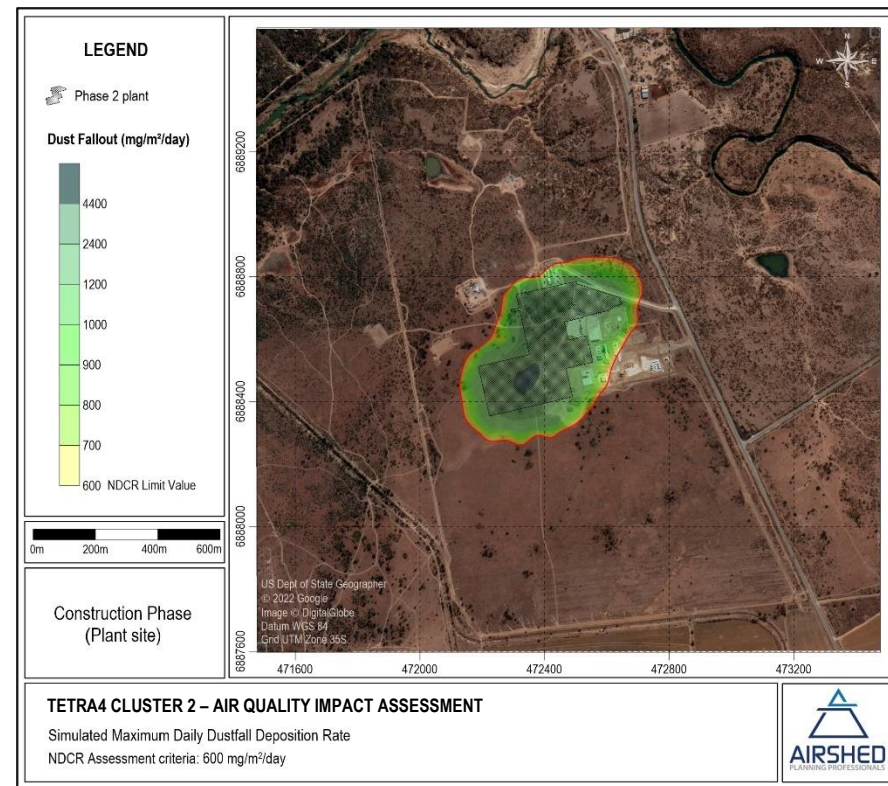 LEGEND
Phase 2 plant
Dust Fallout (mg/m²/day)
4400
2400
1200
1000
900
800
700
600 NDCR Limit Value
0m 200m 400m 600m
Construction Phase
(Plant site)
N
W E
S
6889200
6888800
6888400
6888000
6887600
471600 472000 472400 472800 473200
US Dept of State Geographer
© 2022 Google
Image © DigitalGlobe
Datum WGS 84
Grid UTM Zone 35S
TETRA4 CLUSTER 2 – AIR QUALITY IMPACT ASSESSMENT
Simulated Maximum Daily Dustfall Deposition Rate
NDCR Assessment criteria: 600 mg/m²/day
AIRSHED
PLANNING PROFESSIONALS